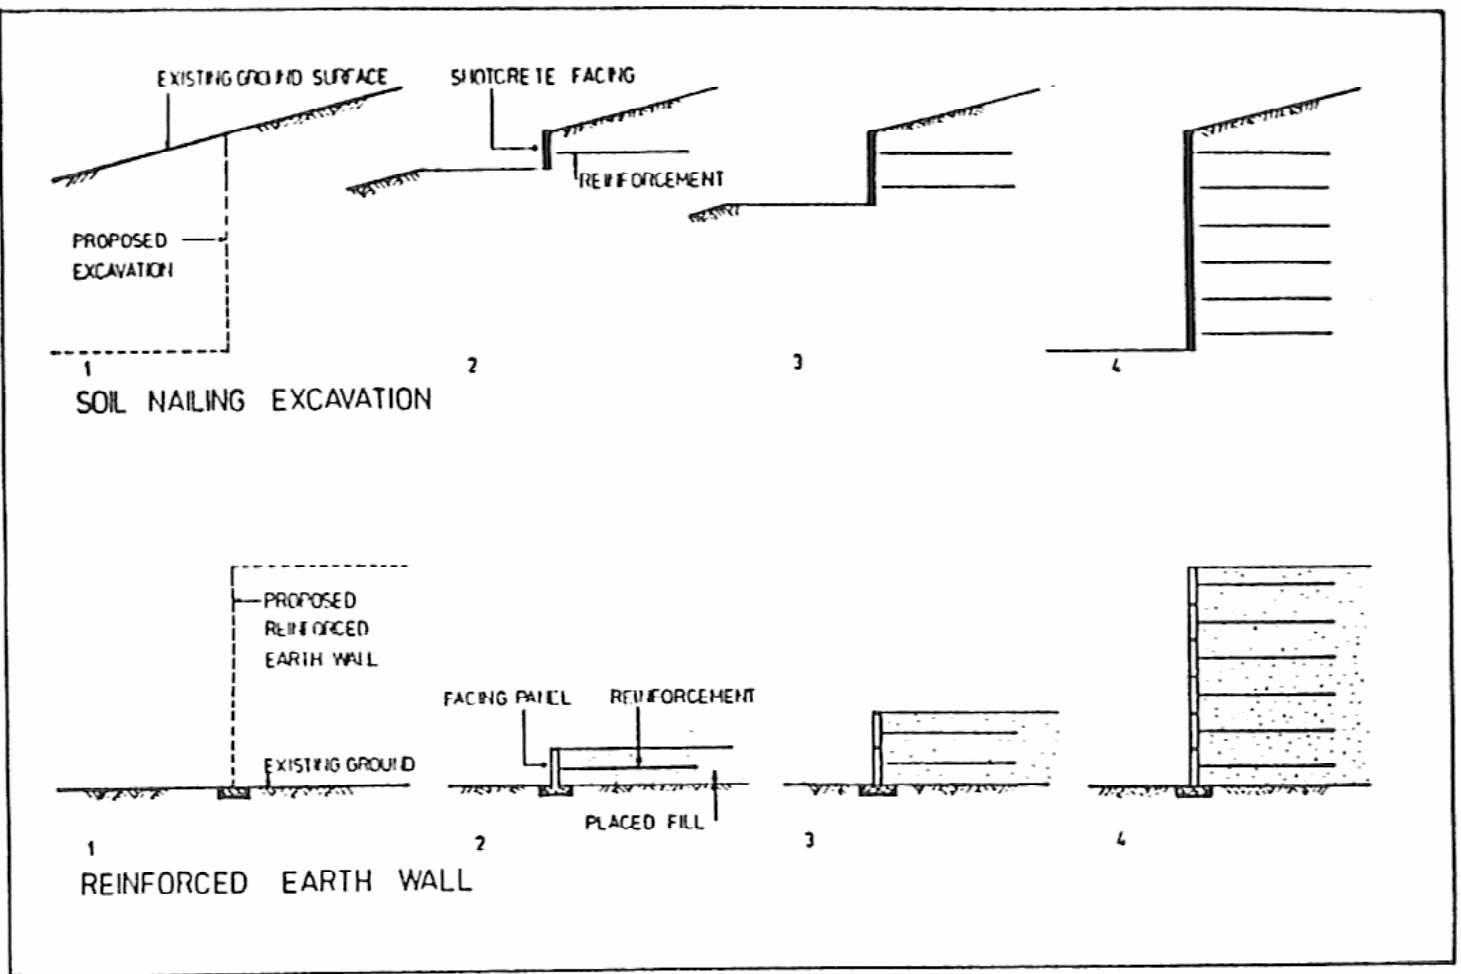 EXISTING GROUND SURFACE
SHOTCRETE FACING
REINFORCEMENT
PROPOSED
EXCAVATION
1
2
3
4
SOIL NAILING EXCAVATION
PROPOSED
REINFORCED
EARTH WALL
FACING PANEL
REINFORCEMENT
EXISTING GROUND
PLACED FILL
1
2
3
4
REINFORCED EARTH WALL